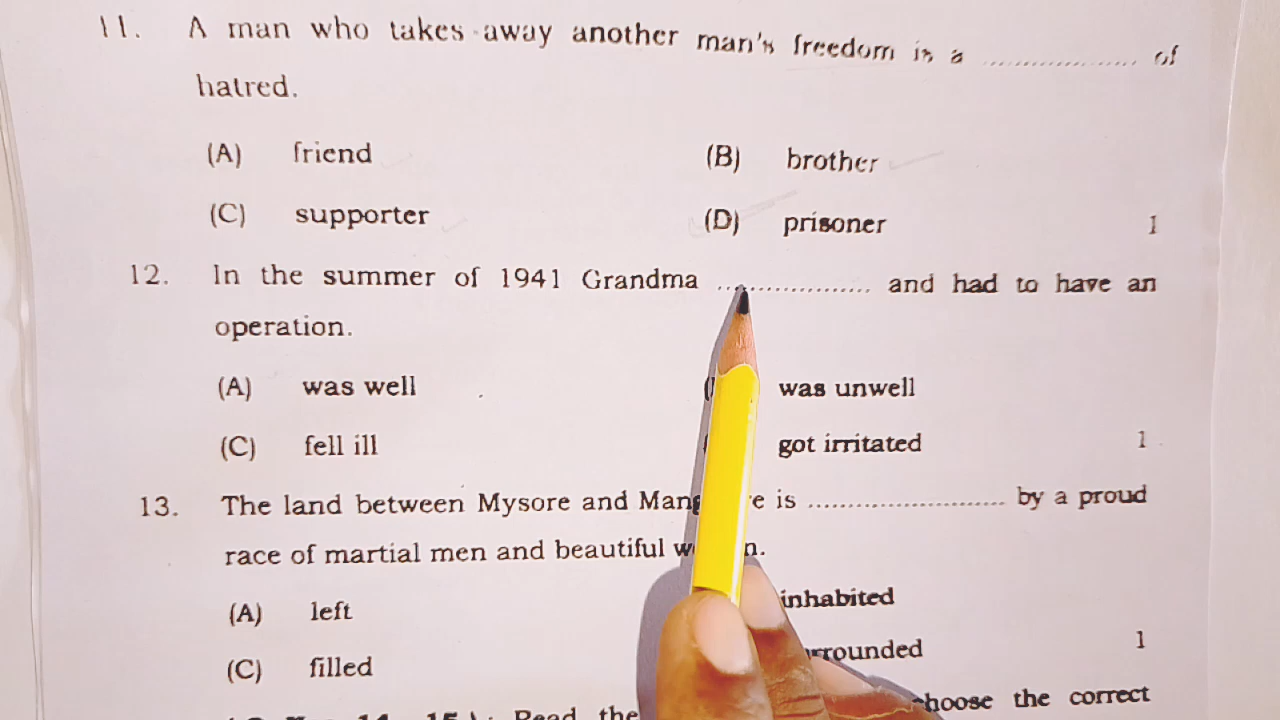 11. A man who takes away another man's freedom is a .................. of
hatred.
(A) friend (B) brother
(C) supporter (D) prisoner 1
12. In the summer of 1941 Grandma .................. and had to have an
operation.
(A) was well was unwell
(C) fell ill got irritated 1
13. The land between Mysore and is ....................... by a proud
race of martial men and beautiful
(A) left inhabited
(C) filled 1
Read the choose the correct